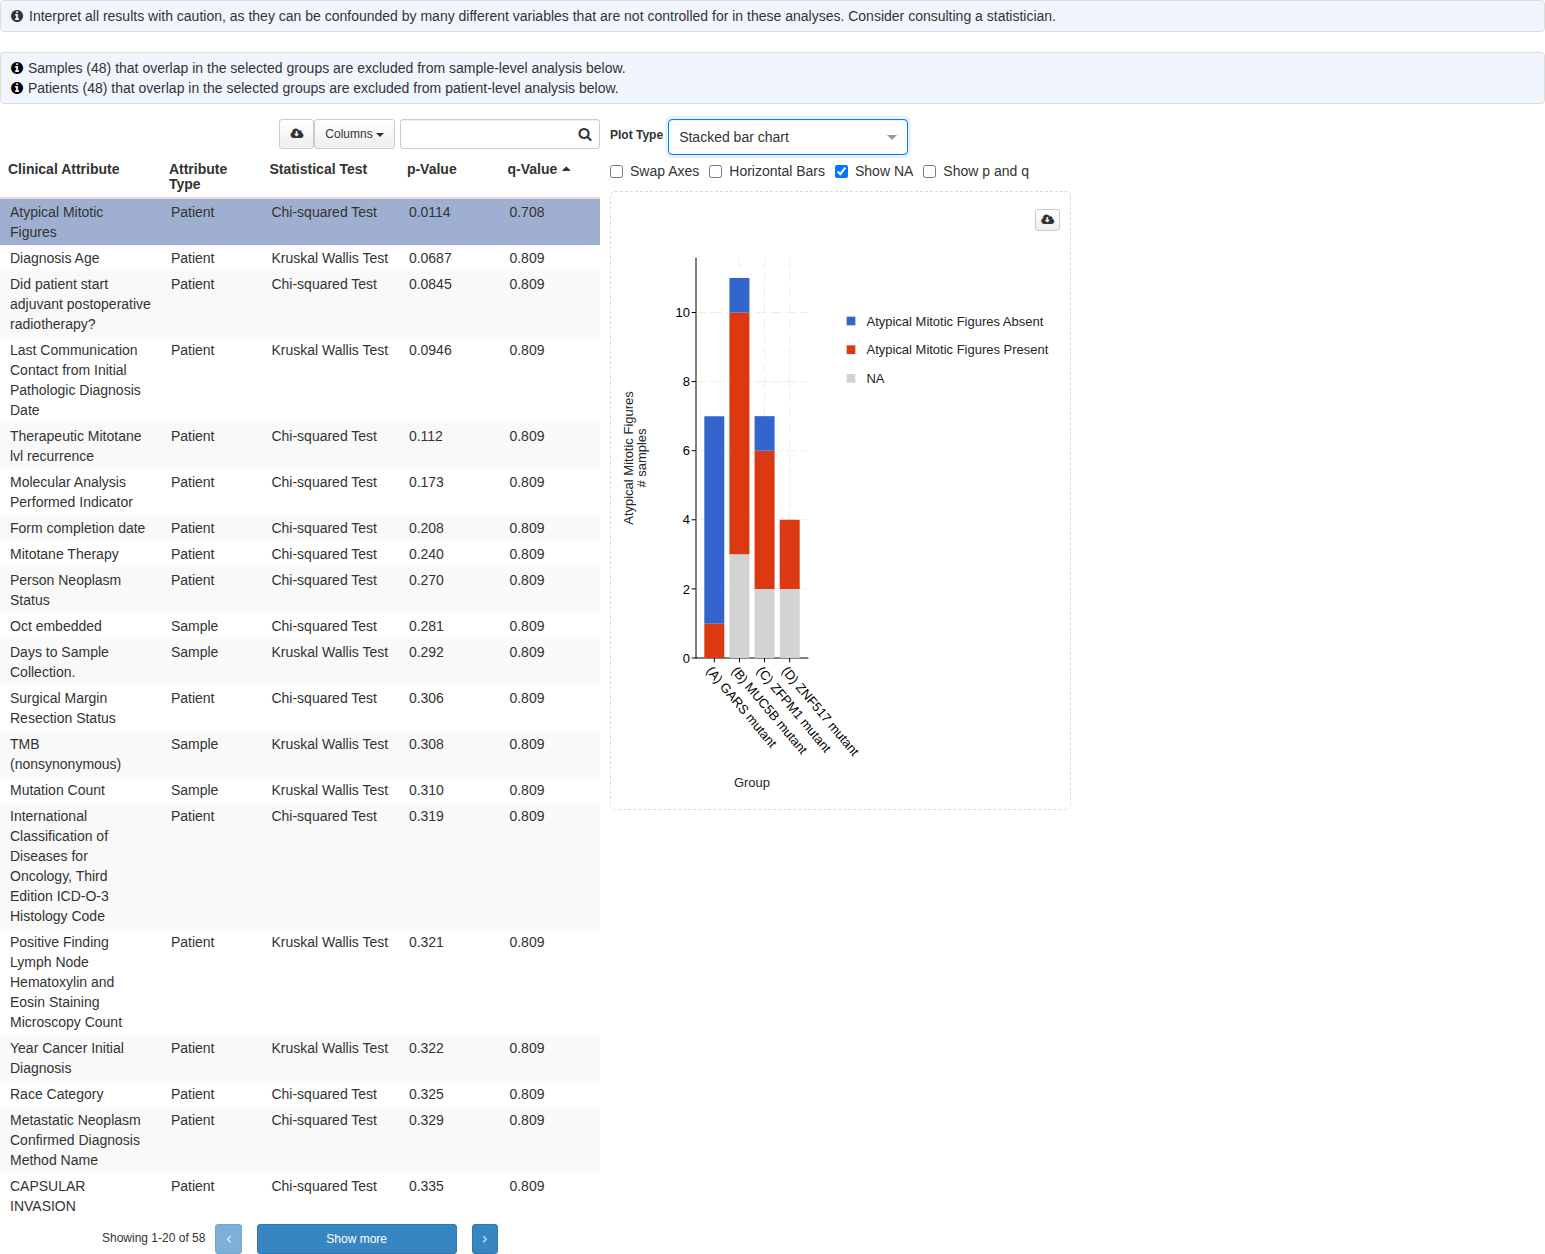 Interpret all results with caution, as they can be confounded by many different variables that are not controlled for in these analyses. Consider consulting a statistician.
Samples (48) that overlap in the selected groups are excluded from sample-level analysis below.
Patients (48) that overlap in the selected groups are excluded from patient-level analysis below.
Columns
Plot Type Stacked bar chart
Swap Axes Horizontal Bars Show NA Show p and q
Clinical Attribute Attribute Statistical Test p-Value q-Value
Type
Atypical Mitotic Patient Chi-squared Test 0.0114 0.708
Figures
Diagnosis Age Patient Kruskal Wallis Test 0.0687 0.809
Did patient start Patient Chi-squared Test 0.0845 0.809
adjuvant postoperative
radiotherapy?
Last Communication Patient Kruskal Wallis Test 0.0946 0.809
Contact from Initial
Pathologic Diagnosis
Date
Therapeutic Mitotane Patient Chi-squared Test 0.112 0.809
lvl recurrence
Molecular Analysis Patient Chi-squared Test 0.173 0.809
Performed Indicator
Form completion date Patient Chi-squared Test 0.208 0.809
Mitotane Therapy Patient Chi-squared Test 0.240 0.809
Person Neoplasm Patient Chi-squared Test 0.270 0.809
Status
Oct embedded Sample Chi-squared Test 0.281 0.809
Days to Sample Sample Kruskal Wallis Test 0.292 0.809
Collection.
Surgical Margin Patient Chi-squared Test 0.306 0.809
Resection Status
TMB Sample Kruskal Wallis Test 0.308 0.809
(nonsynonymous)
Mutation Count Sample Kruskal Wallis Test 0.310 0.809
International Patient Chi-squared Test 0.319 0.809
Classification of
Diseases for
Oncology, Third
Edition ICD-O-3
Histology Code
Positive Finding Patient Kruskal Wallis Test 0.321 0.809
Lymph Node
Hematoxylin and
Eosin Staining
Microscopy Count
Year Cancer Initial Patient Kruskal Wallis Test 0.322 0.809
Diagnosis
Race Category Patient Chi-squared Test 0.325 0.809
Metastatic Neoplasm Patient Chi-squared Test 0.329 0.809
Confirmed Diagnosis
Method Name
CAPSULAR Patient Chi-squared Test 0.335 0.809
INVASION
Showing 1-20 of 58
Show more
Atypical Mitotic Figures
# samples
10
8
6
4
2
0
(A) GARS mutant
(B) MUC5B mutant
(C) ZFPM1 mutant
(D) ZNF517 mutant
Group
Atypical Mitotic Figures Absent
Atypical Mitotic Figures Present
NA